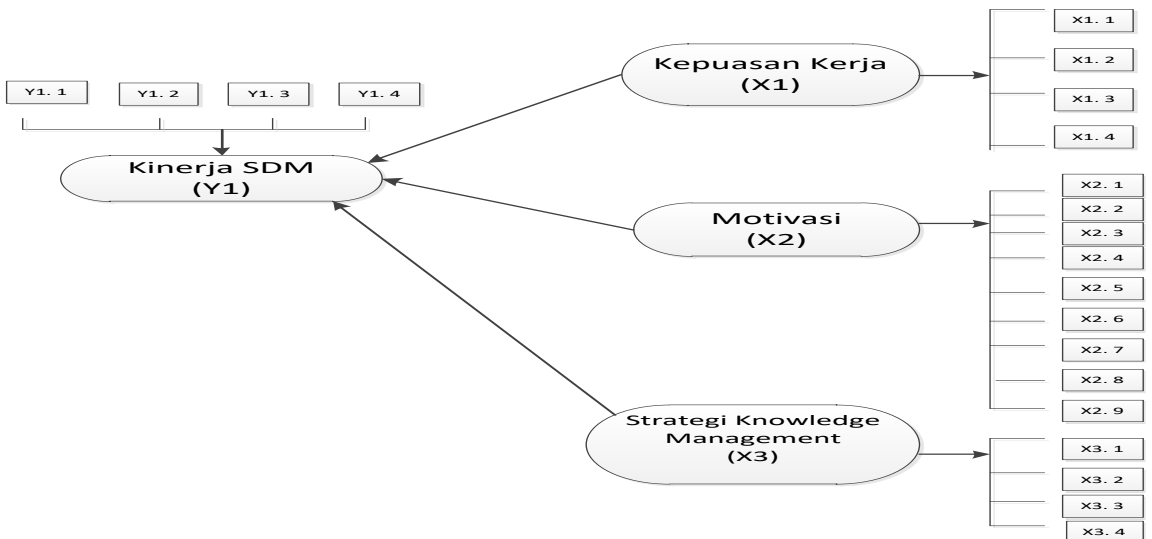 Y1. 1
Y1. 2
Y1. 3
Y1. 4
Kinerja SDM
(Y1)
Kepuasan Kerja
(X1)
X1. 1
X1. 2
X1. 3
X1. 4
Motivasi
(X2)
X2. 1
X2. 2
X2. 3
X2. 4
X2. 5
X2. 6
X2. 7
X2. 8
X2. 9
Strategi Knowledge
Management
(X3)
X3. 1
X3. 2
X3. 3
X3. 4